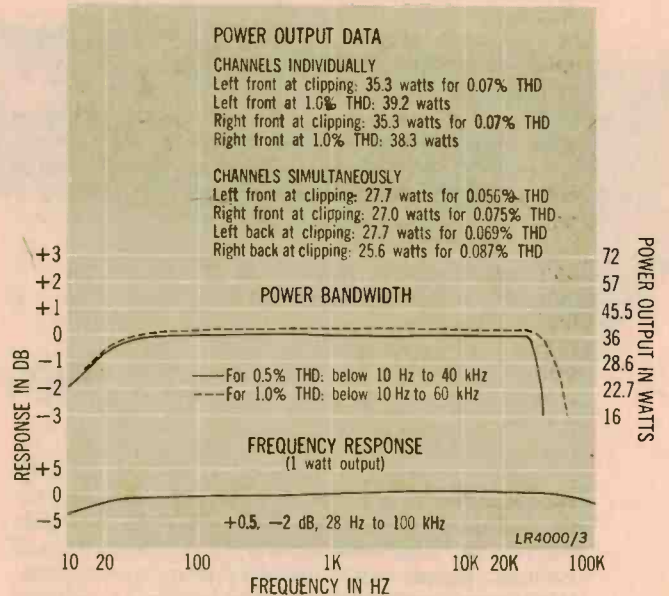 POWER OUTPUT DATA
CHANNELS INDIVIDUALLY
Left front at clipping: 35.3 watts for 0.07% THD
Left front at 1.0% THD: 39.2 watts
Right front at clipping: 35.3 watts for 0.07% THD
Right front at 1.0% THD: 38.3 watts
CHANNELS SIMULTANEOUSLY
Left front at clipping: 27.7 watts for 0.056% THD
Right front at clipping: 27.0 watts for 0.075% THD
Left back at clipping: 27.7 watts for 0.069% THD
Right back at clipping: 25.6 watts for 0.087% THD
POWER BANDWIDTH
+3
+2
+1
0
−1
−2
−3
RESPONSE IN DB
72
57
45.5
36
28.6
22.7
16
POWER OUTPUT IN WATTS
For 0.5% THD: below 10 Hz to 40 kHz
For 1.0% THD: below 10 Hz to 60 kHz
FREQUENCY RESPONSE
(1 watt output)
+5
0
−5
+0.5, −2 dB, 28 Hz to 100 kHz
LR4000/3
10 20 100 1K 10K 20K 100K
FREQUENCY IN HZ